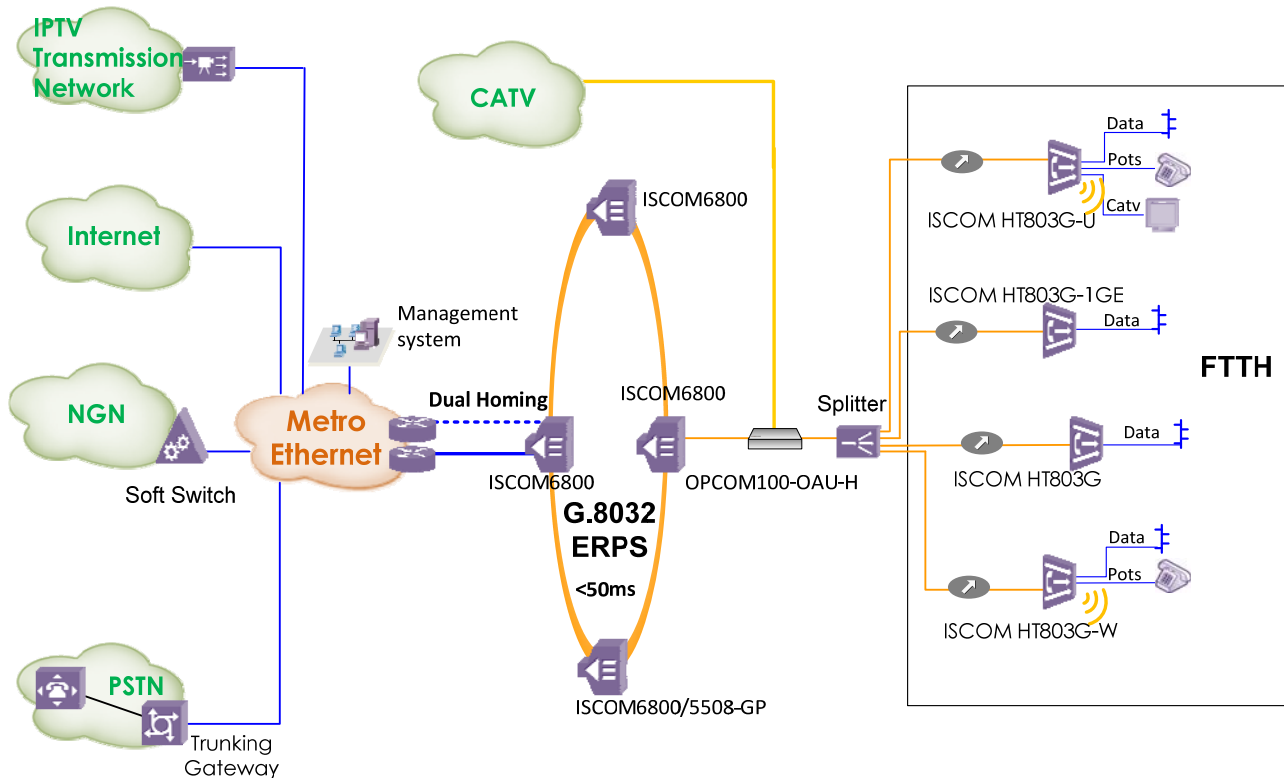 IPTV
Transmission
Network
CATV
Internet
NGN
Soft Switch
Metro
Ethernet
Management
system
Dual Homing
PSTN
Trunking
Gateway
ISCOM6800
ISCOM6800
ISCOM6800
G.8032
ERPS
<50ms
ISCOM6800/5508-GP
OPCOM100-OAU-H
Splitter
Data
Pots
Catv
ISCOM HT803G-U
ISCOM HT803G-1GE
Data
FTTH
Data
ISCOM HT803G
Data
Pots
ISCOM HT803G-W